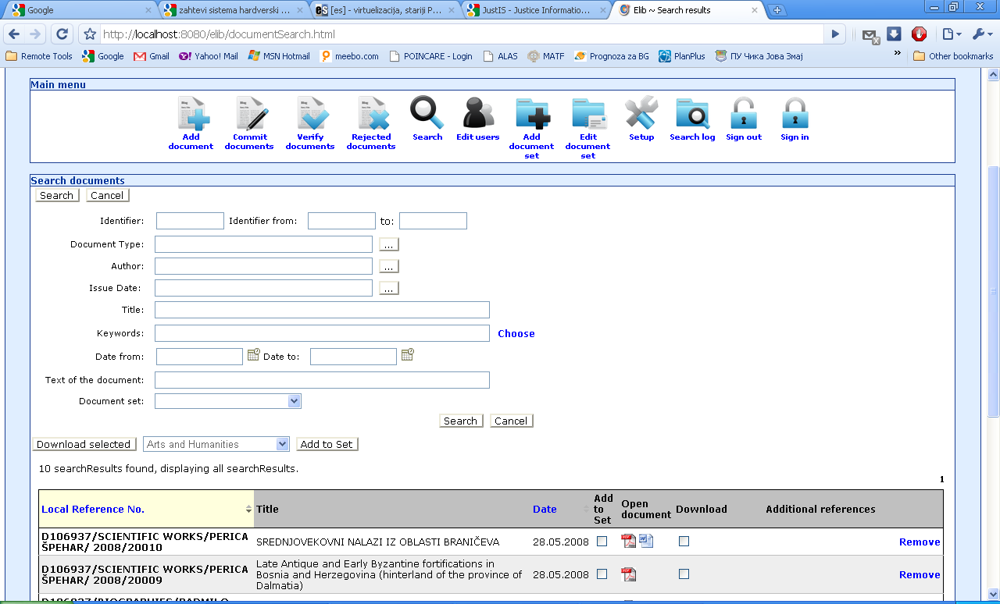 Google
zahtel sistem hardverski
[es] - virtuelizacija, stariji P...
JustIS - Justice Informatio...
Elib ~ Search results
http://localhost:8080/elib/documentSearch.html
Remote Tools Google Gmail Yahoo! Mail MSN Hotmail meebo.com POINCARE - Login ALAS MATF Prognoza za BG PlanPlus ПУ Чика Јова Змај » Other bookmarks
Main menu
Add document
Commit documents
Verify documents
Rejected documents
Search
Edit users
Add document set
Edit document set
Setup
Search log
Sign out
Sign in
Search documents
Search Cancel
Identifier: Identifier from: to:
Document Type: ...
Author: ...
Issue Date: ...
Title:
Keywords: Choose
Date from: Date to:
Text of the document:
Document set:
Search Cancel
Download selected Arts and Humanities Add to Set
10 searchResults found, displaying all searchResults.
1
Local Reference No. Title Date Add to Set Open document Download Additional references
D106937/SCIENTIFIC WORKS/PERICA
ŠPEHAR/ 2008/20010
SREDNJOVEKOVNI NALAZI IZ OBLASTI BRANIČEVA 28.05.2008 Remove
D106937/SCIENTIFIC WORKS/PERICA
ŠPEHAR/ 2008/20009
Late Antique and Early Byzantine fortifications in
Bosnia and Herzegovina (hinterland of the province of
Dalmatia)
28.05.2008 Remove